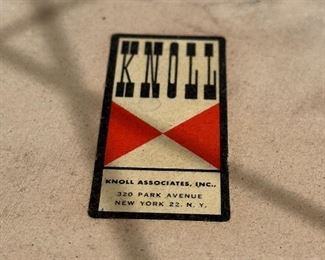 KNOLL
KNOLL ASSOCIATES, INC.,
320 PARK AVENUE
NEW YORK 22. N. Y.